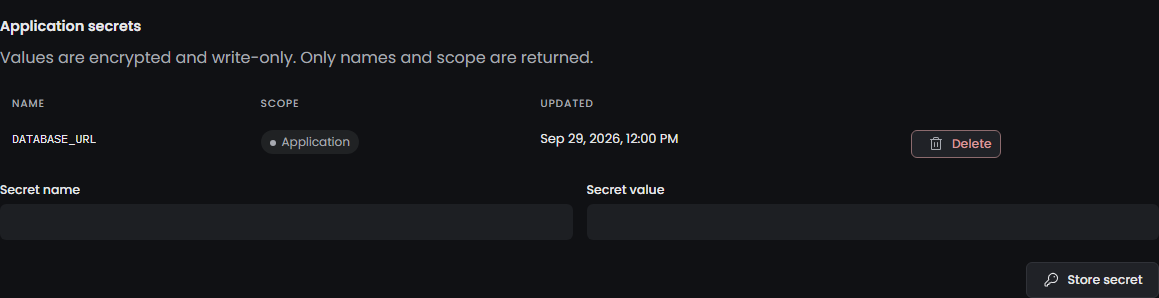 Application secrets
Values are encrypted and write-only. Only names and scope are returned.
NAME SCOPE UPDATED
DATABASE_URL Application Sep 29, 2026, 12:00 PM Delete
Secret name Secret value
Store secret